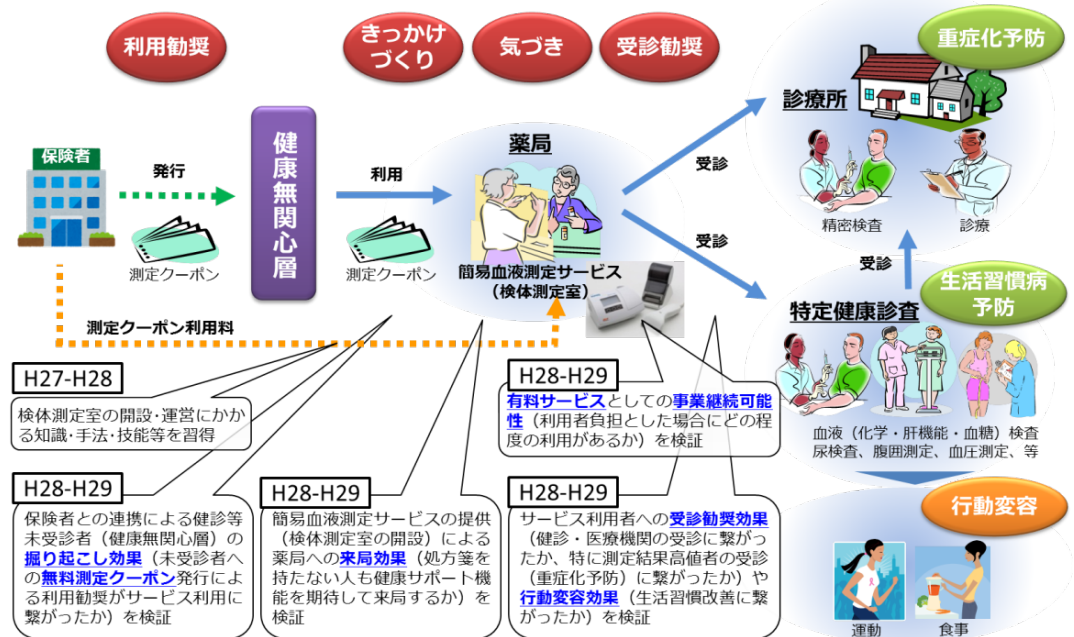 利用勧奨
きっかけ
づくり
気づき
受診勧奨
重症化予防
診療所
保険者
発行
健康無関心層
利用
薬局
受診
測定クーポン
測定クーポン
簡易血液測定サービス
（検体測定室）
受診
精密検査
診療
受診
生活習慣病
予防
特定健康診査
測定クーポン利用料
血液（化学・肝機能・血糖）検査
尿検査、腹囲測定、血圧測定、等
H27-H28
検体測定室の開設・運営にかか
る知識・手法・技能等を習得
H28-H29
有料サービスとしての事業継続可能
性（利用者負担とした場合にどの程
度の利用があるか）を検証
H28-H29
保険者との連携による健診等
未受診者（健康無関心層）の
掘り起こし効果（未受診者へ
の無料測定クーポン発行によ
る利用勧奨がサービス利用に
繋がったか）を検証
H28-H29
簡易血液測定サービスの提供
（検体測定室の開設）による
薬局への来局効果（処方箋を
持たない人も健康サポート機
能を期待して来局するか）を
検証
H28-H29
サービス利用者への受診勧奨効果
（健診・医療機関の受診に繋がっ
たか、特に測定結果高値者の受診
（重症化予防）に繋がったか）や
行動変容効果（生活習慣改善に繋
がったか）を検証
行動変容
運動
食事